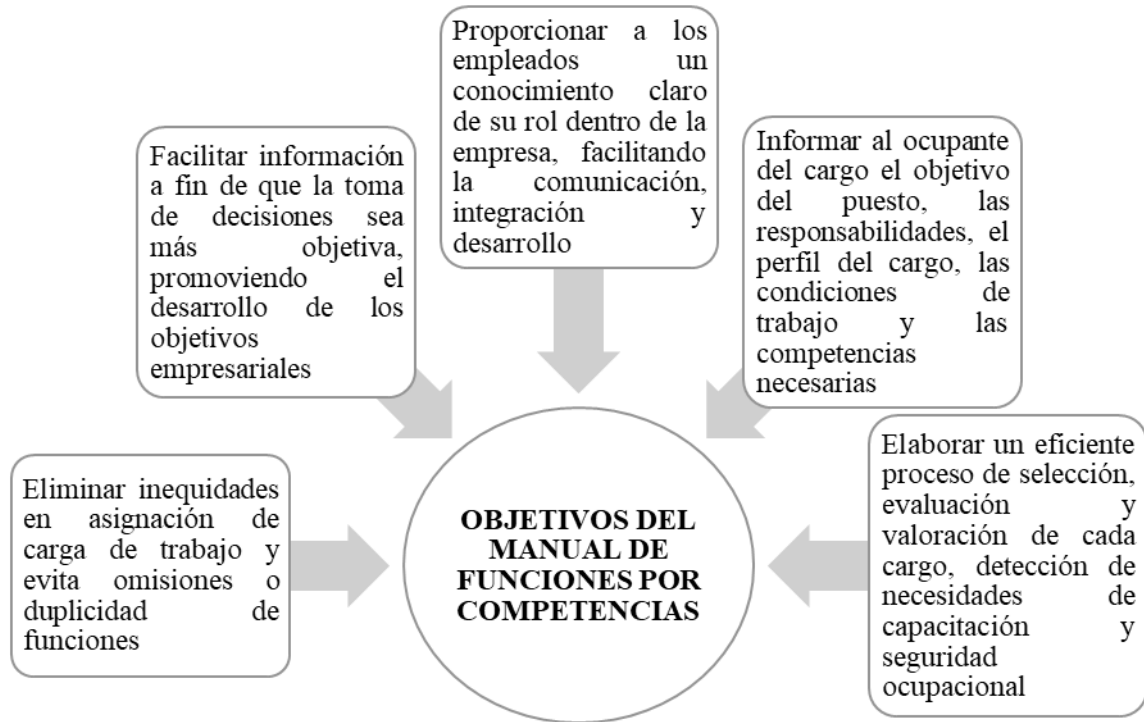 Proporcionar a los
empleados un
conocimiento claro
de su rol dentro de la
empresa, facilitando
la comunicación,
integración y
desarrollo
Facilitar información
a fin de que la toma
de decisiones sea
más objetiva,
promoviendo el
desarrollo de los
objetivos
empresariales
Informar al ocupante
del cargo el objetivo
del puesto, las
responsabilidades, el
perfil del cargo, las
condiciones de
trabajo y las
competencias
necesarias
Eliminar inequidades
en asignación de
carga de trabajo y
evita omisiones o
duplicidad de
funciones
OBJETIVOS DEL
MANUAL DE
FUNCIONES POR
COMPETENCIAS
Elaborar un eficiente
proceso de selección,
evaluación y
valoración de cada
cargo, detección de
necesidades de
capacitación y
seguridad
ocupacional